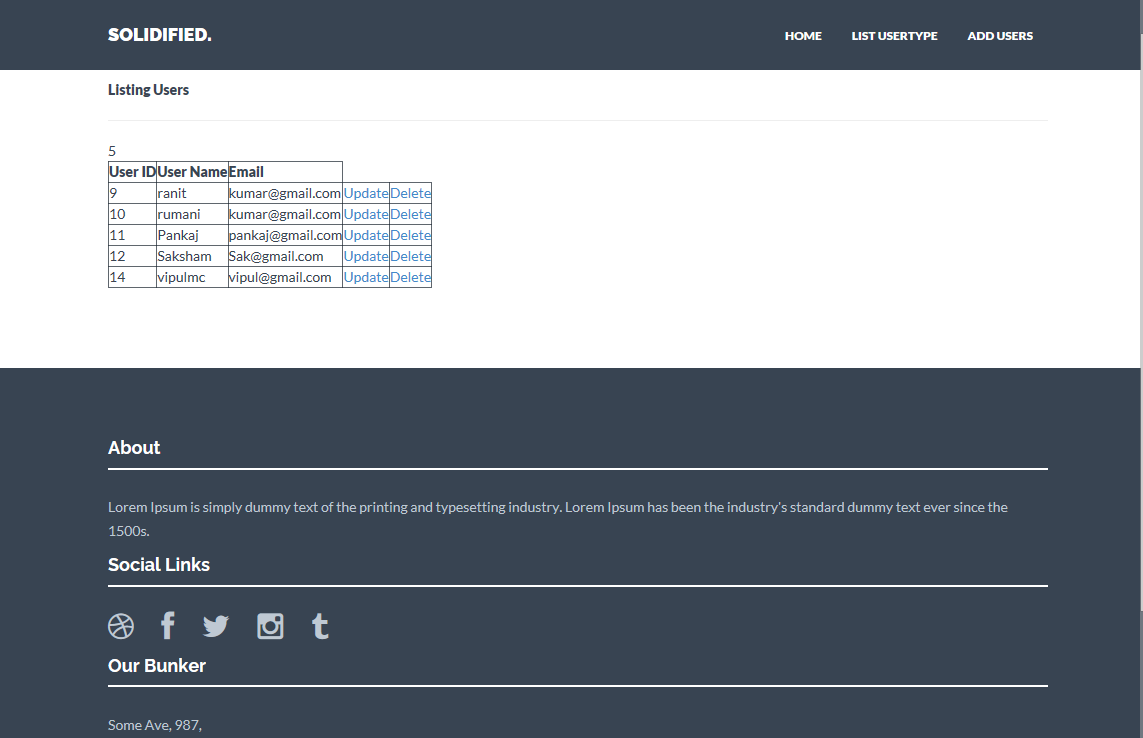 SOLIDIFIED.
HOME LIST USERTYPE ADD USERS
Listing Users
5
User ID User Name Email
9 ranit kumar@gmail.com Update Delete
10 rumani kumar@gmail.com Update Delete
11 Pankaj pankaj@gmail.com Update Delete
12 Saksham Sak@gmail.com Update Delete
14 vipulmc vipul@gmail.com Update Delete
About
Lorem Ipsum is simply dummy text of the printing and typesetting industry. Lorem Ipsum has been the industry's standard dummy text ever since the
1500s.
Social Links
Our Bunker
Some Ave, 987,